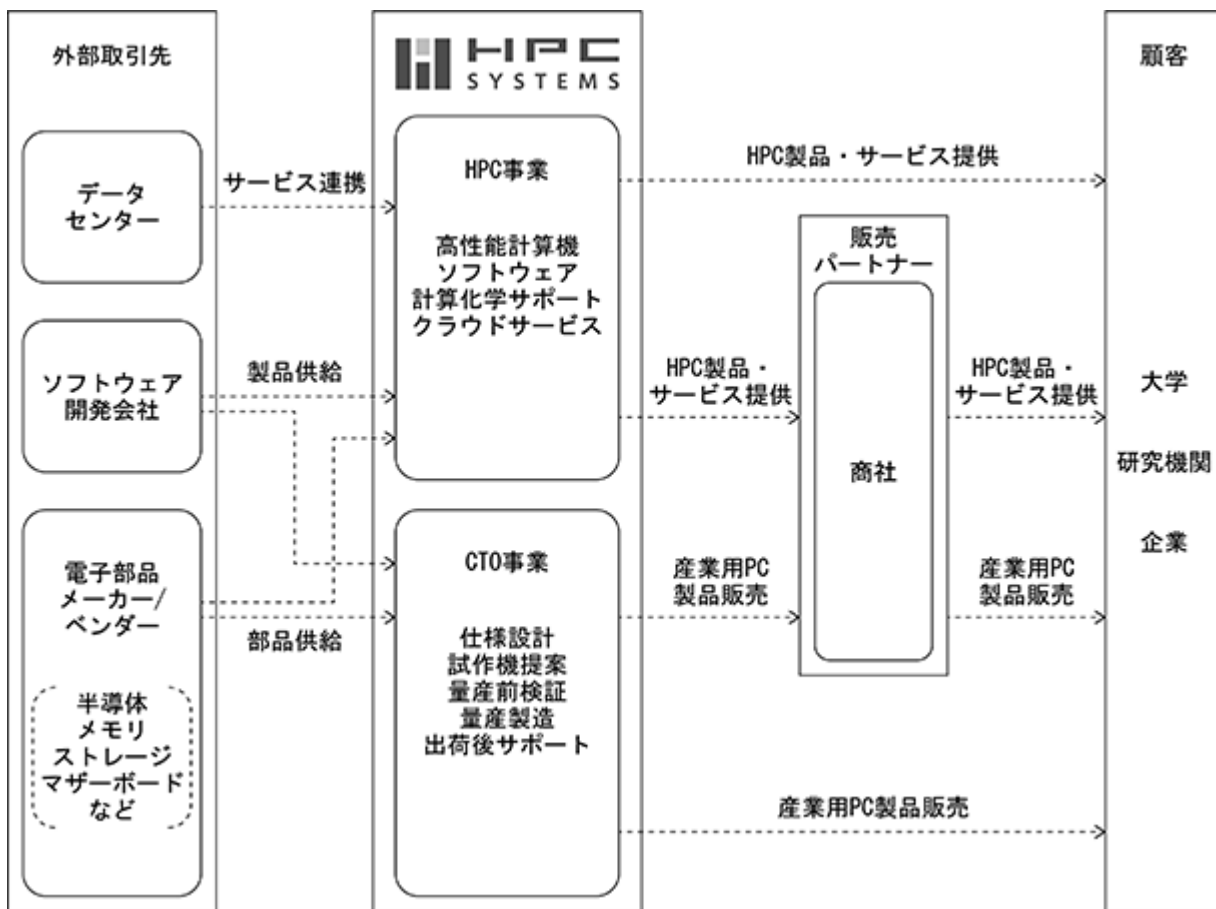 外部取引先
データ
センター
ソフトウェア
開発会社
電子部品
メーカー/
ベンダー
半導体
メモリ
ストレージ
マザーボード
など
サービス連携
製品供給
部品供給
HPC
SYSTEMS
HPC事業
高性能計算機
ソフトウェア
計算化学サポート
クラウドサービス
CTO事業
仕様設計
試作機提案
量産前検証
量産製造
出荷後サポート
HPC製品・サービス提供
HPC製品・
サービス提供
産業用PC
製品販売
販売
パートナー
商社
HPC製品・
サービス提供
産業用PC
製品販売
産業用PC製品販売
顧客
大学
研究機関
企業